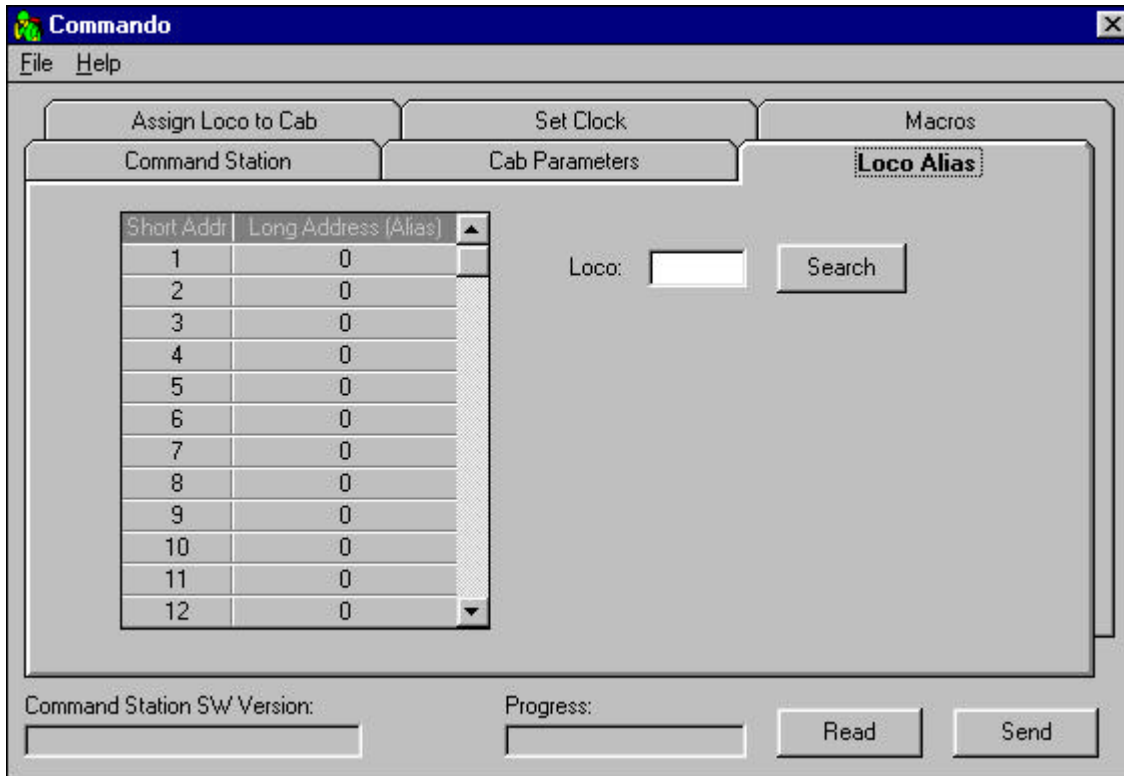 Commando
File Help
Assign Loco to Cab Set Clock Macros
Command Station Cab Parameters Loco Alias
Short Addr Long Address (Alias)
1 0
Loco: Search
2 0
3 0
4 0
5 0
6 0
7 0
8 0
9 0
10 0
11 0
12 0
Command Station SW Version: Progress:
Read Send